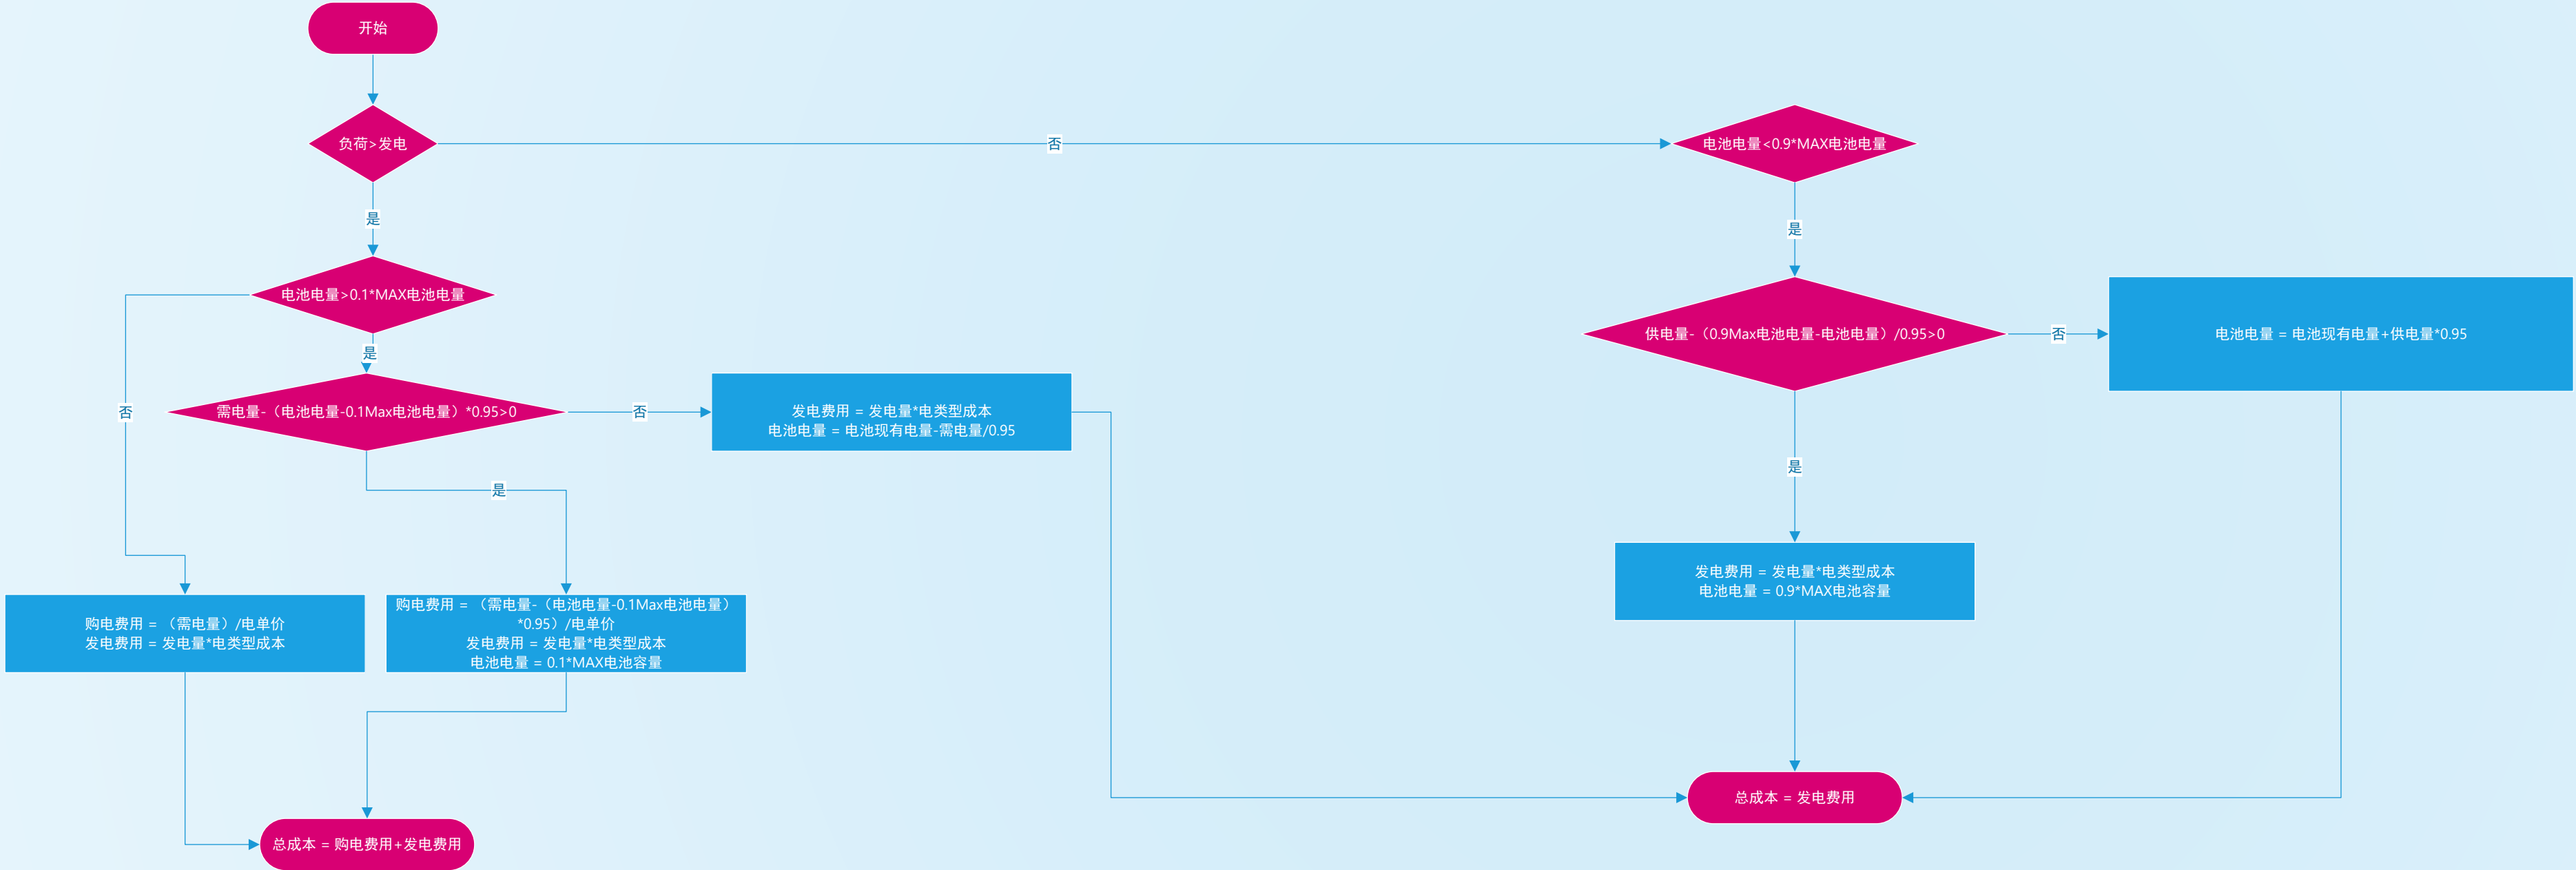 开始
负荷>发电
否
电池电量<0.9*MAX电池电量
是
是
电池电量>0.1*MAX电池电量
供电量-（0.9Max电池电量-电池电量）/0.95>0
否
电池电量 = 电池现有电量+供电量*0.95
是
否
需电量-（电池电量-0.1Max电池电量）*0.95>0
否
发电费用 = 发电量*电类型成本
电池电量 = 电池现有电量-需电量/0.95
是
是
发电费用 = 发电量*电类型成本
电池电量 = 0.9*MAX电池容量
购电费用 = （需电量）/电单价
发电费用 = 发电量*电类型成本
购电费用 = （需电量-（电池电量-0.1Max电池电量）
*0.95）/电单价
发电费用 = 发电量*电类型成本
电池电量 = 0.1*MAX电池容量
总成本 = 发电费用
总成本 = 购电费用+发电费用